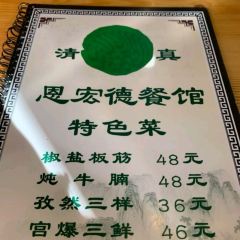 清 真
恩宏德餐馆
特色菜
椒盐板筋 48元
炖牛腩 48元
孜然三样 36元
宫爆三鲜 46元